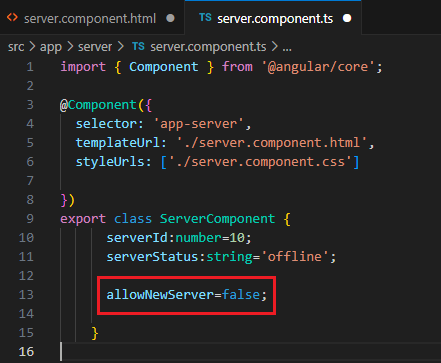 <> server.component.html ●
TS server.component.ts ●
src > app > server > TS server.component.ts > ...
1 import { Component } from '@angular/core';
2
3 @Component({
4 selector: 'app-server',
5 templateUrl: './server.component.html',
6 styleUrls: ['./server.component.css']
7
8 })
9 export class ServerComponent {
10 serverId:number=10;
11 serverStatus:string='offline';
12
13 allowNewServer=false;
14
15 }
16